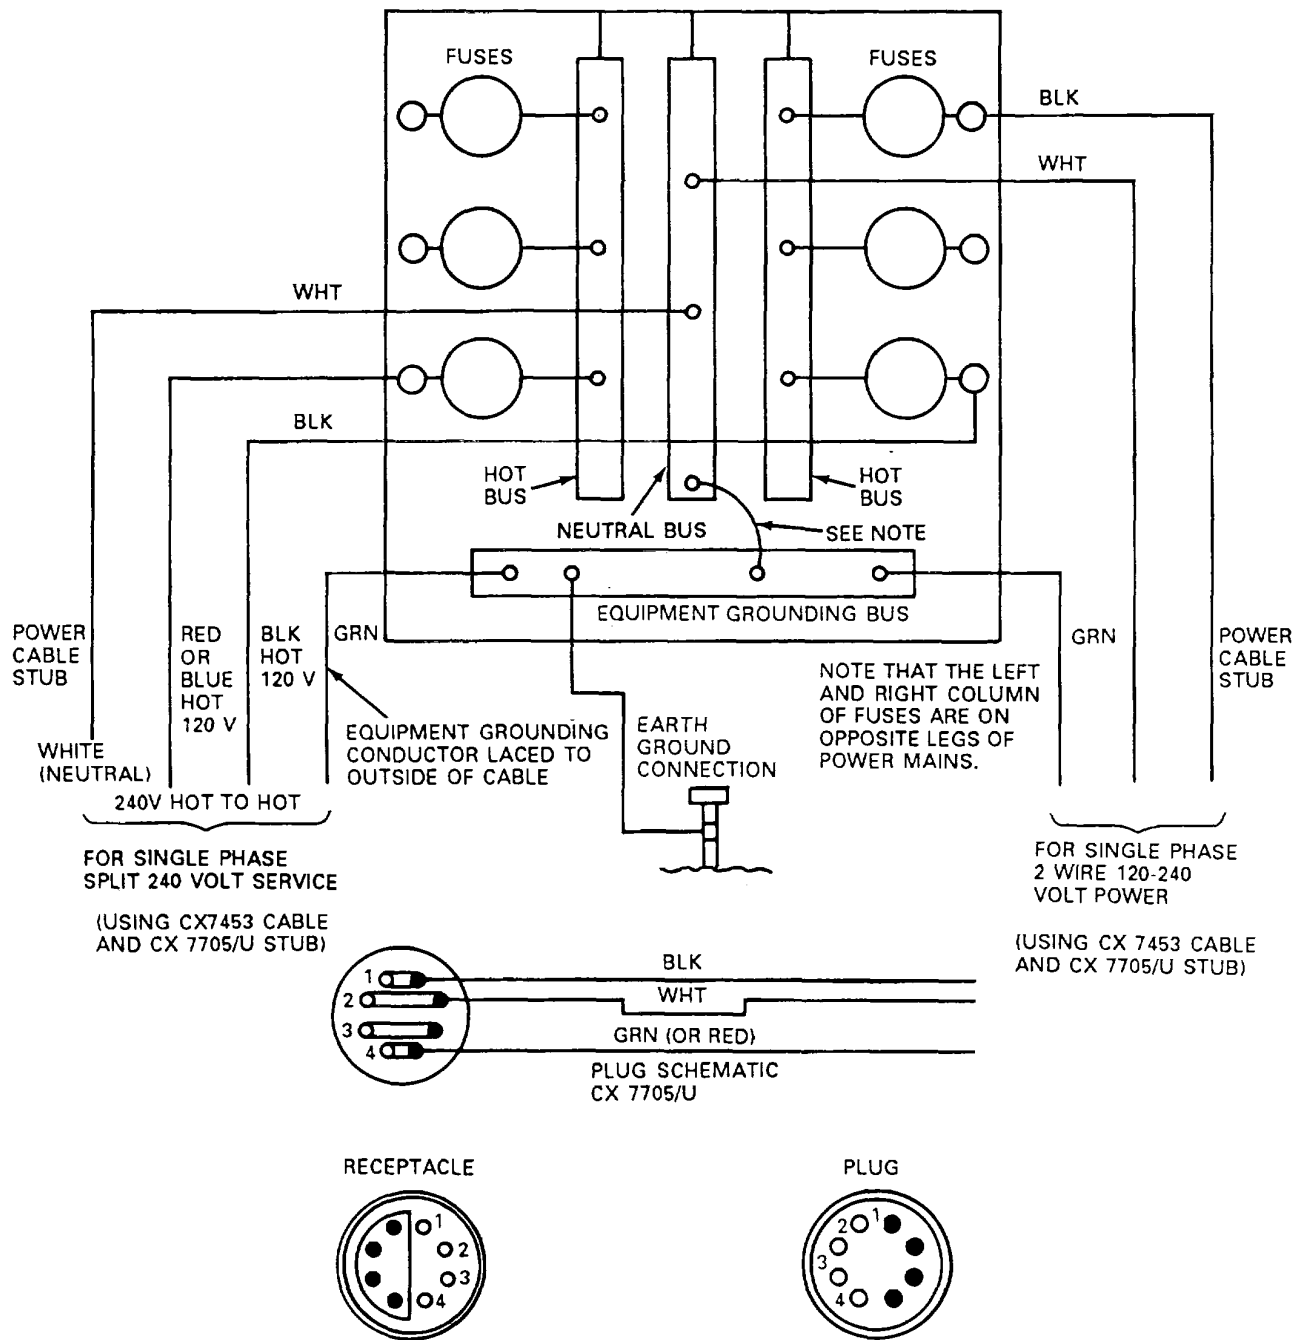 FUSES
FUSES
BLK
WHT
WHT
BLK
HOT
BUS
HOT
BUS
NEUTRAL BUS
SEE NOTE
EQUIPMENT GROUNDING BUS
POWER
CABLE
STUB
RED
OR
BLUE
HOT
120 V
BLK
HOT
120 V
GRN
GRN
POWER
CABLE
STUB
WHITE
(NEUTRAL)
EQUIPMENT GROUNDING
CONDUCTOR LACED TO
OUTSIDE OF CABLE
EARTH
GROUND
CONNECTION
NOTE THAT THE LEFT
AND RIGHT COLUMN
OF FUSES ARE ON
OPPOSITE LEGS OF
POWER MAINS.
240V HOT TO HOT
FOR SINGLE PHASE
SPLIT 240 VOLT SERVICE
(USING CX7453 CABLE
AND CX 7705/U STUB)
FOR SINGLE PHASE
2 WIRE 120-240
VOLT POWER
(USING CX 7453 CABLE
AND CX 7705/U STUB)
1
2
3
4
BLK
WHT
GRN (OR RED)
PLUG SCHEMATIC
CX 7705/U
RECEPTACLE
1
2
3
4
PLUG
1
2
3
4